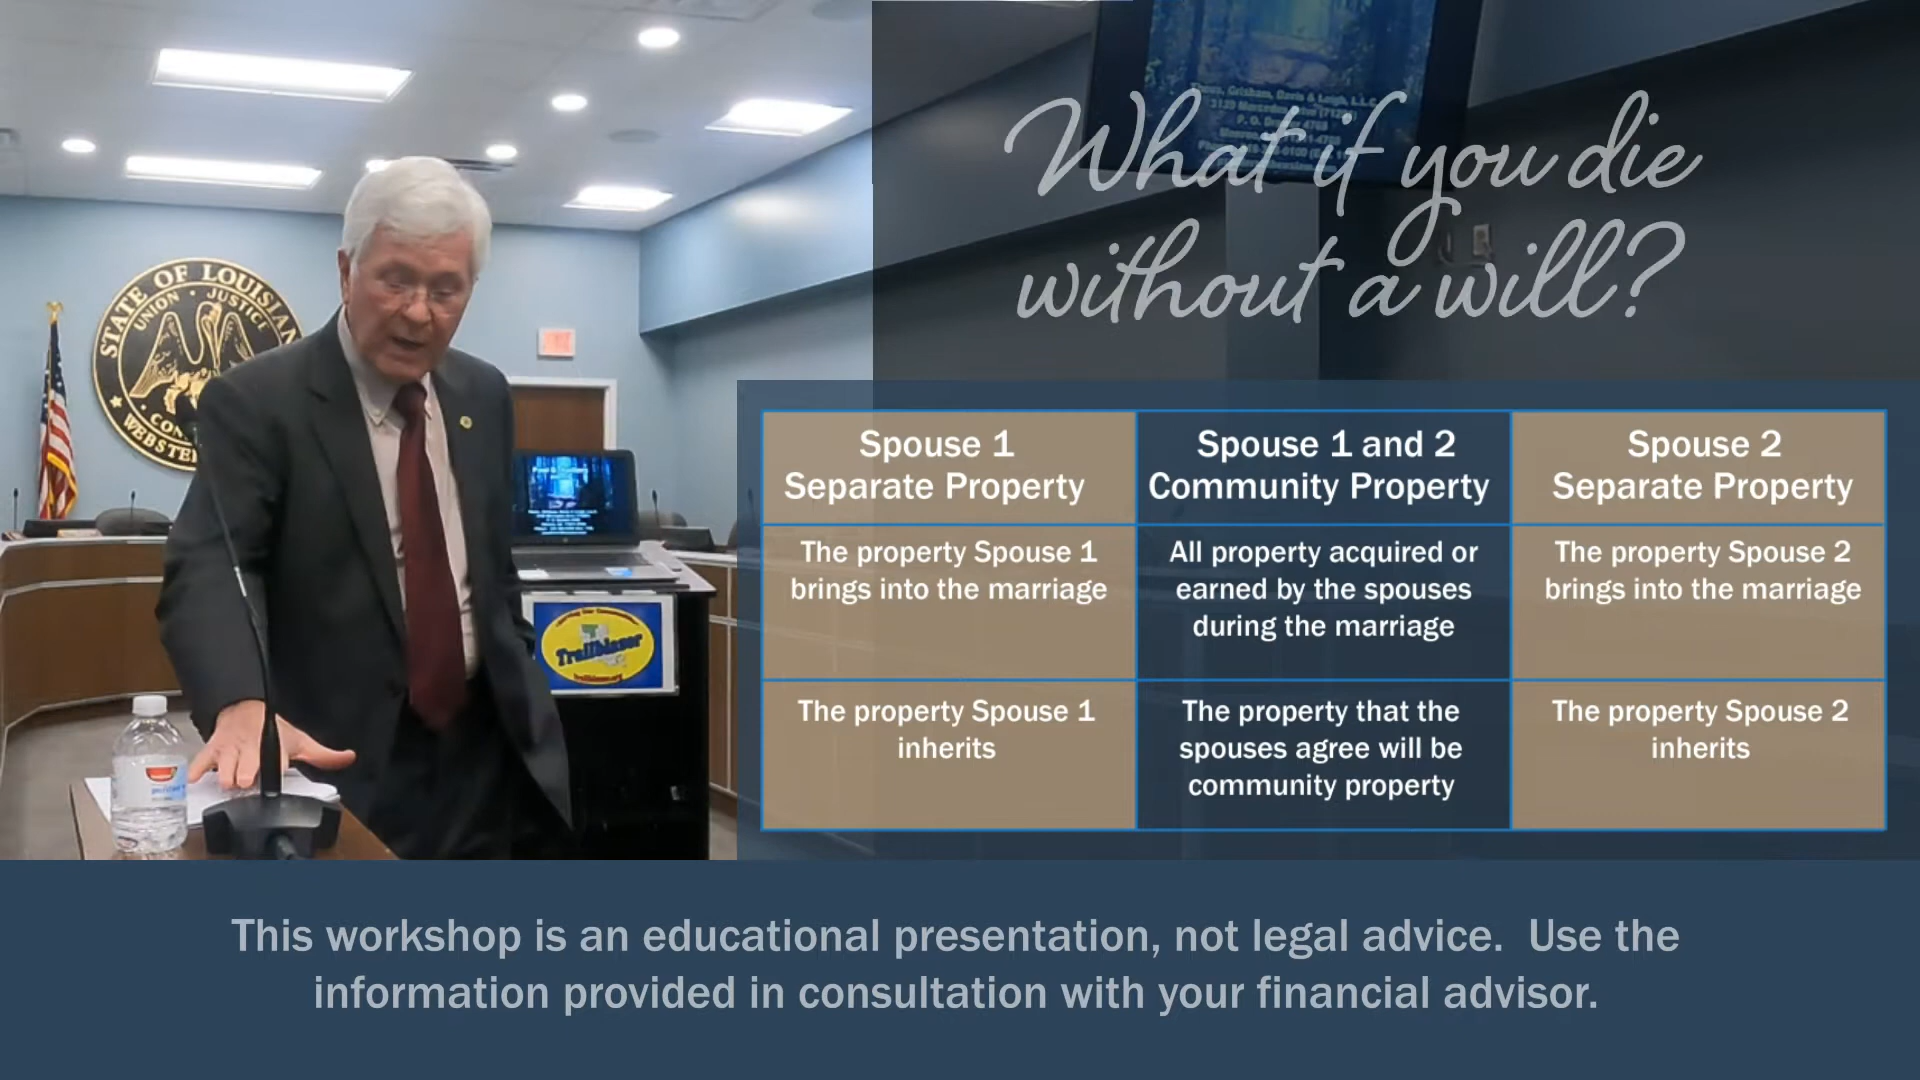 STATE OF LOUISIAN
UNION • JUSTICE
CON
WEBSTE
Trailblazer
What if you die
without a will?
Spouse 1
Separate Property
Spouse 1 and 2
Community Property
Spouse 2
Separate Property
The property Spouse 1
brings into the marriage
All property acquired or
earned by the spouses
during the marriage
The property Spouse 2
brings into the marriage
The property Spouse 1
inherits
The property that the
spouses agree will be
community property
The property Spouse 2
inherits
This workshop is an educational presentation, not legal advice. Use the
information provided in consultation with your financial advisor.